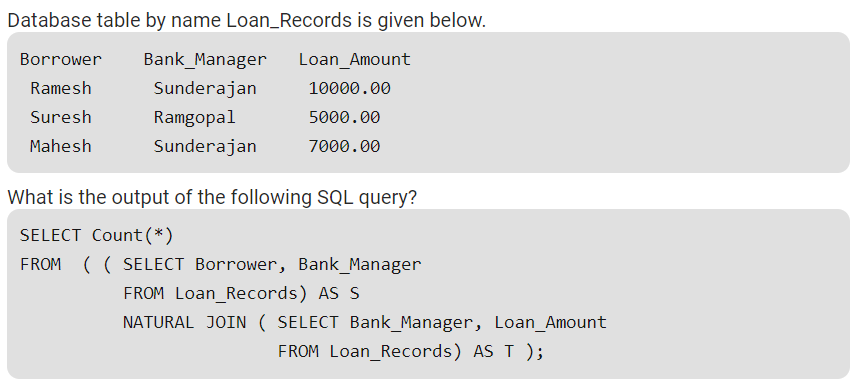 Database table by name Loan_Records is given below.
Borrower    Bank_Manager   Loan_Amount
 Ramesh      Sunderajan     10000.00
 Suresh      Ramgopal       5000.00
 Mahesh      Sunderajan     7000.00
What is the output of the following SQL query?
SELECT Count(*)
FROM  ( ( SELECT Borrower, Bank_Manager
          FROM Loan_Records) AS S
          NATURAL JOIN ( SELECT Bank_Manager, Loan_Amount
                         FROM Loan_Records) AS T );